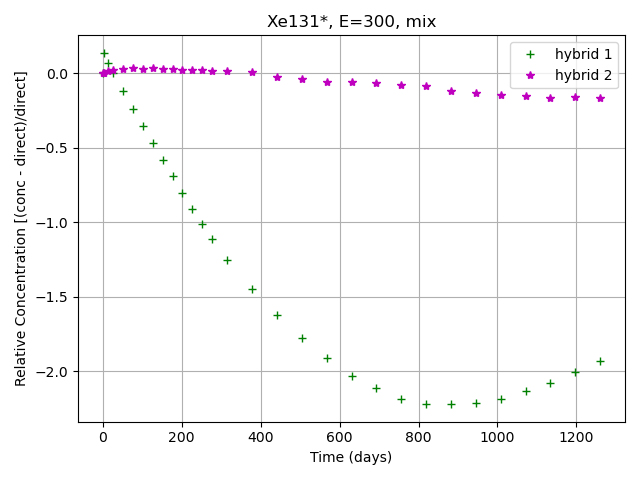 Xe131*, E=300, mix
hybrid 1
hybrid 2
Relative Concentration [(conc - direct)/direct]
0.0
−0.5
−1.0
−1.5
−2.0
0 200 400 600 800 1000 1200
Time (days)